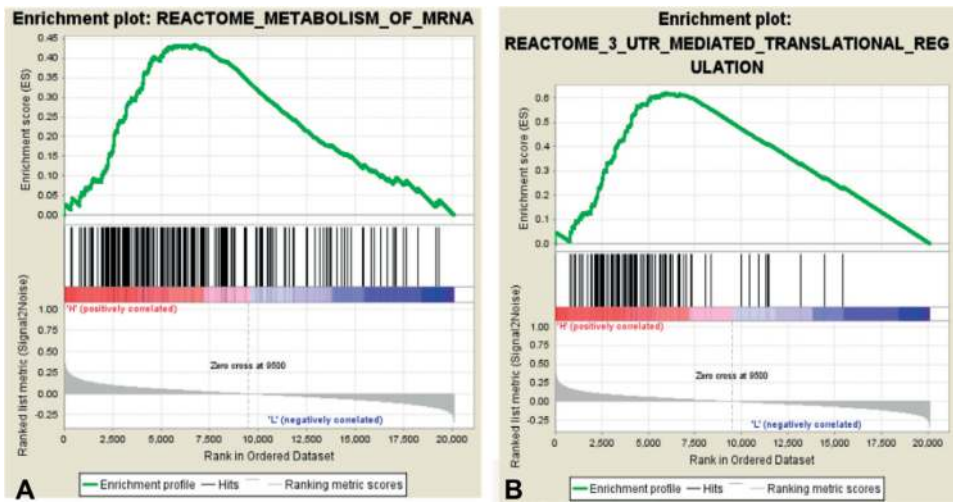 Enrichment plot: REACTOME_METABOLISM_OF_MRNA
Enrichment score (ES)
0.45
0.40
0.35
0.30
0.25
0.20
0.15
0.10
0.05
0.00
'H' (positively correlated)
Ranked list metric (Signal2Noise)
1.00
0.75
0.50
0.25
0.00
-0.25
Zero cross at 9500
'L' (negatively correlated)
0 2,500 5,000 7,500 10,000 12,500 15,000 17,500 20,000
Rank in Ordered Dataset
Enrichment profile Hits Ranking metric scores
A
Enrichment plot:
REACTOME_3_UTR_MEDIATED_TRANSLATIONAL_REG
ULATION
Enrichment score (ES)
0.6
0.5
0.4
0.3
0.2
0.1
0.0
'H' (positively correlated)
Ranked list metric (Signal2Noise)
1.00
0.75
0.50
0.25
0.00
-0.25
Zero cross at 9500
'L' (negatively correlated)
0 2,500 5,000 7,500 10,000 12,500 15,000 17,500 20,000
Rank in Ordered Dataset
Enrichment profile Hits Ranking metric scores
B